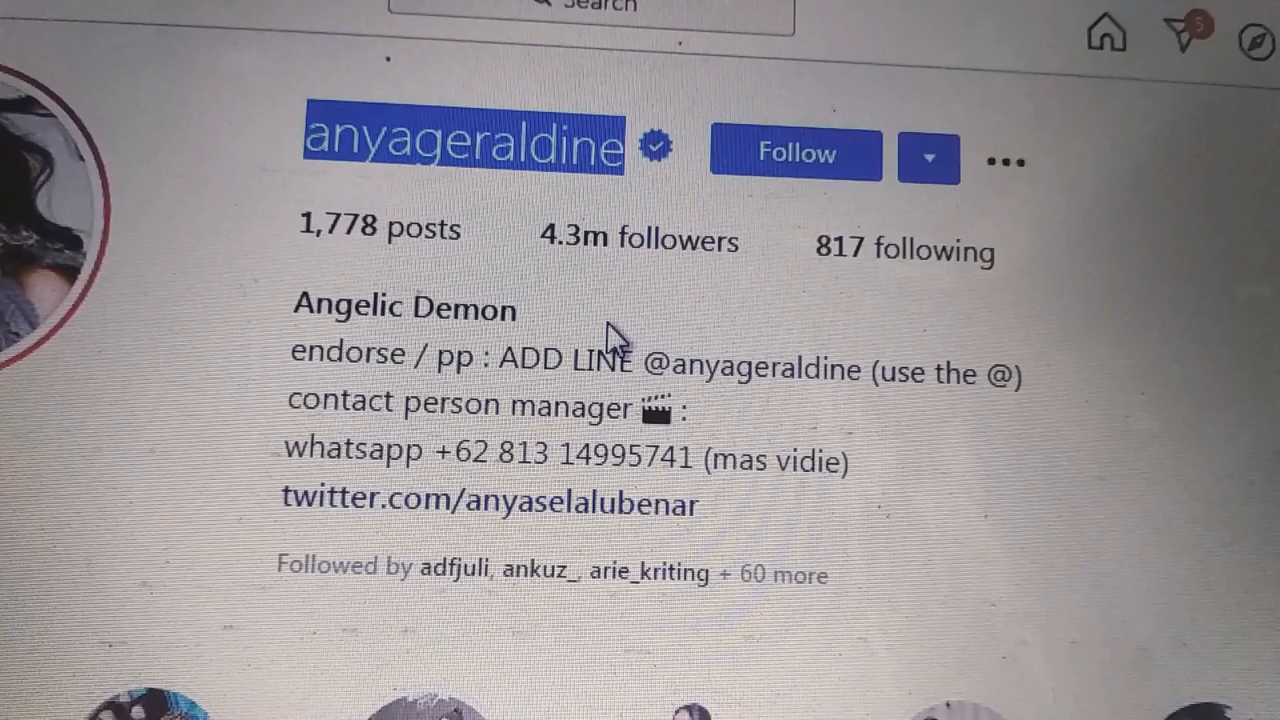 Search
5
anyageraldine
Follow
1,778 posts 4.3m followers 817 following
Angelic Demon
endorse / pp : ADD LINE @anyageraldine (use the @)
contact person manager 🎬 :
whatsapp +62 813 14995741 (mas vidie)
twitter.com/anyaselalubenar
Followed by adfjuli, ankuz_, arie_kriting + 60 more